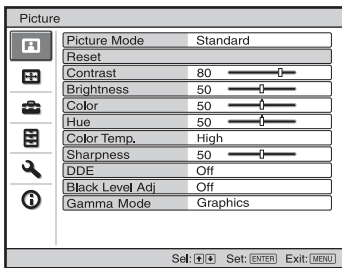 Picture
Picture Mode Standard
Reset
Contrast 80
Brightness 50
Color 50
Hue 50
Color Temp. High
Sharpness 50
DDE Off
Black Level Adj Off
Gamma Mode Graphics
Sel: Set: ENTER Exit: MENU